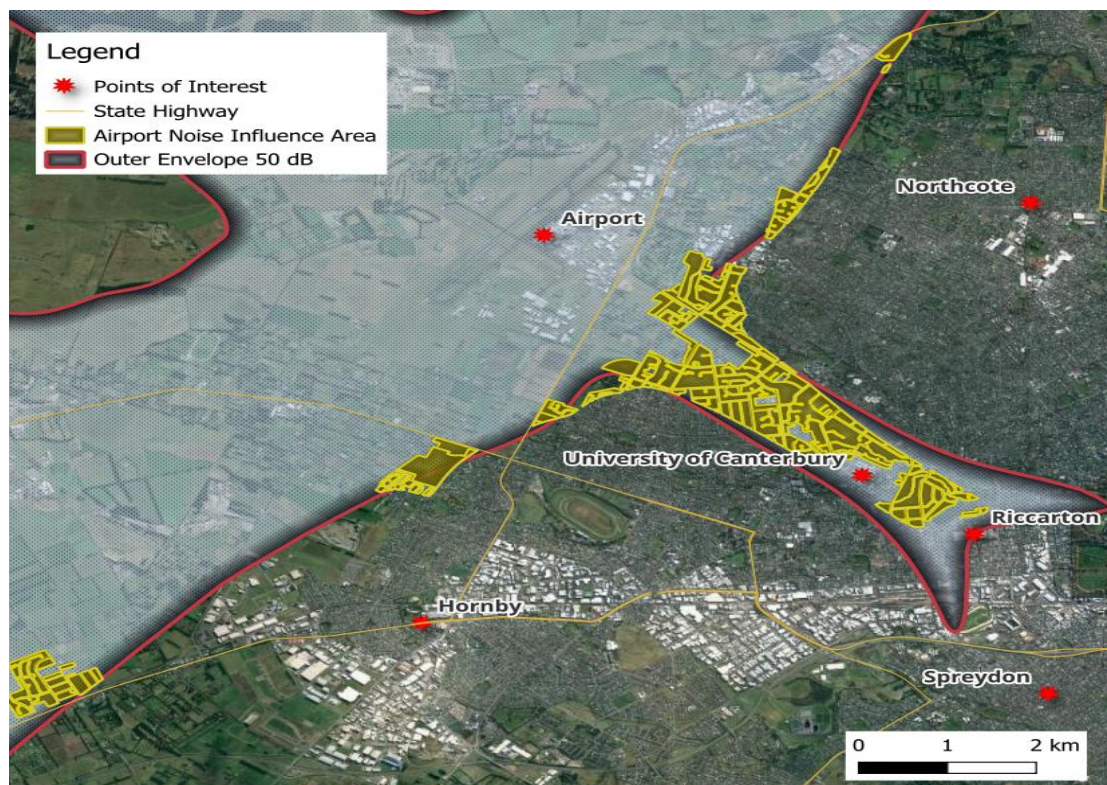 Legend
Points of Interest
State Highway
Airport Noise Influence Area
Outer Envelope 50 dB
Northcote
Airport
University of Canterbury
Riccarton
Hornby
Spreydon
0 1 2 km